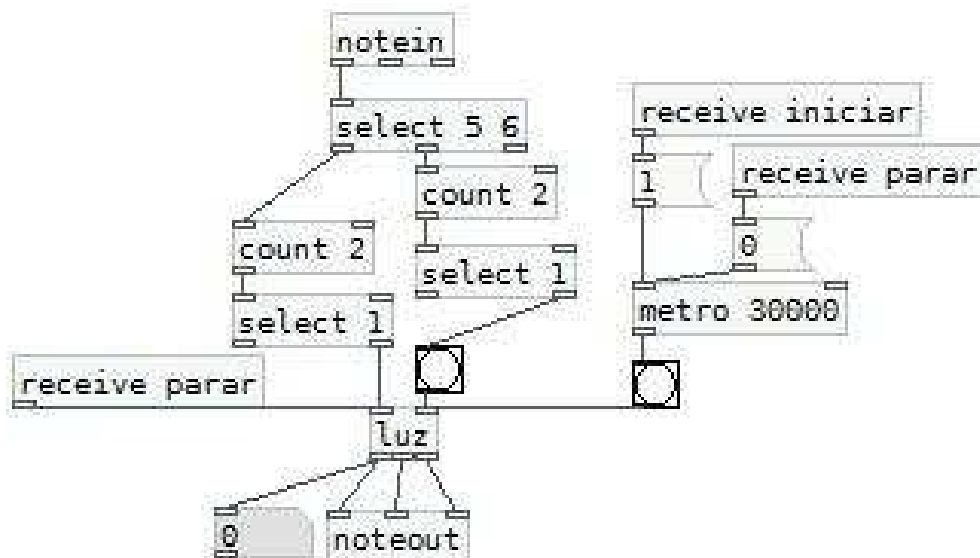 notein
select 5 6
receive iniciar
1
receive parar
count 2
count 2
0
select 1
select 1
metro 30000
receive parar
luz
0
noteout